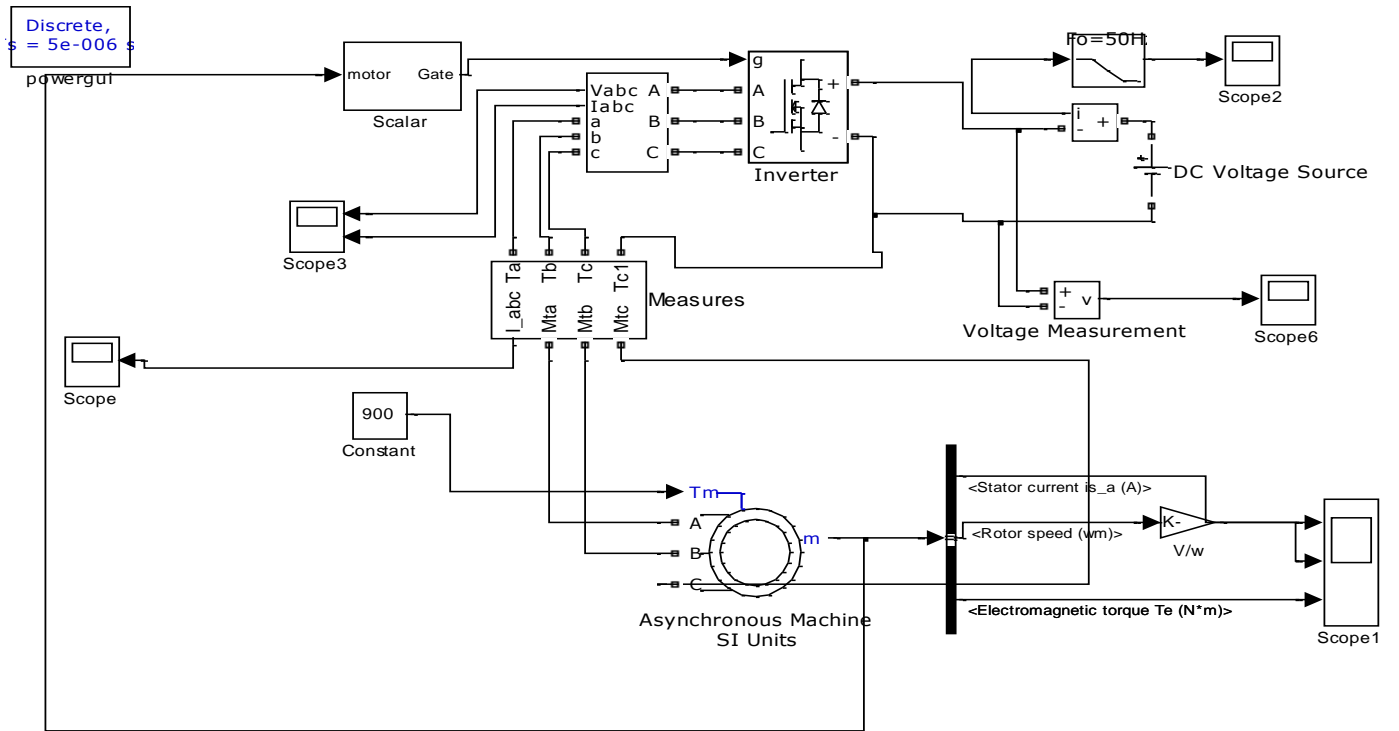 Discrete,
s = 5e-006 s
powergui
motor Gate
Scalar
Vabc A
Iabc
a B
b
c C
g
A +
B
C -
Inverter
Fo=50H
Scope2
i +
-
DC Voltage Source
Scope3
Ta Tb Tc Tc1
I_abc Mta Mtb Mtc
Measures
+
- v
Voltage Measurement
Scope6
Scope
900
Constant
Tm
A
B m
C
Asynchronous Machine
SI Units
<Stator current is_a (A)>
<Rotor speed (wm)>
K-
V/w
<Electromagnetic torque Te (N*m)>
Scope1